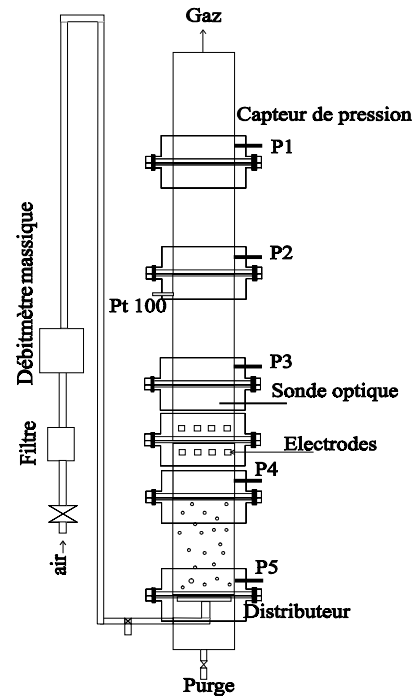 Gaz
Capteur de pression
P1
P2
Pt 100
P3
Débitmètre massique
Sonde optique
Filtre
Electrodes
P4
air
P5
Distributeur
Purge